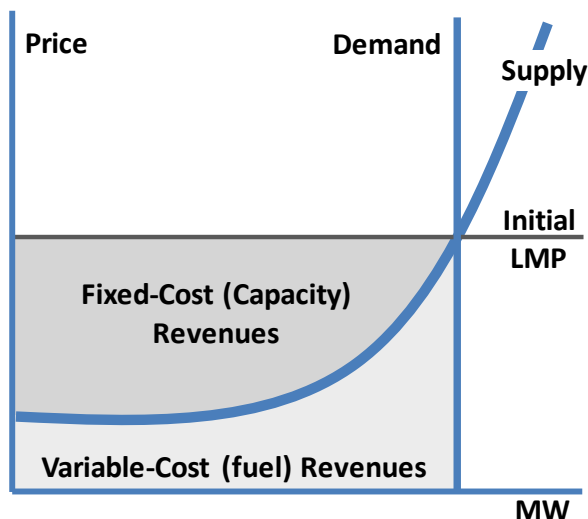 Price
Demand
Supply
Initial
LMP
Fixed-Cost (Capacity)
Revenues
Variable-Cost (fuel) Revenues
MW